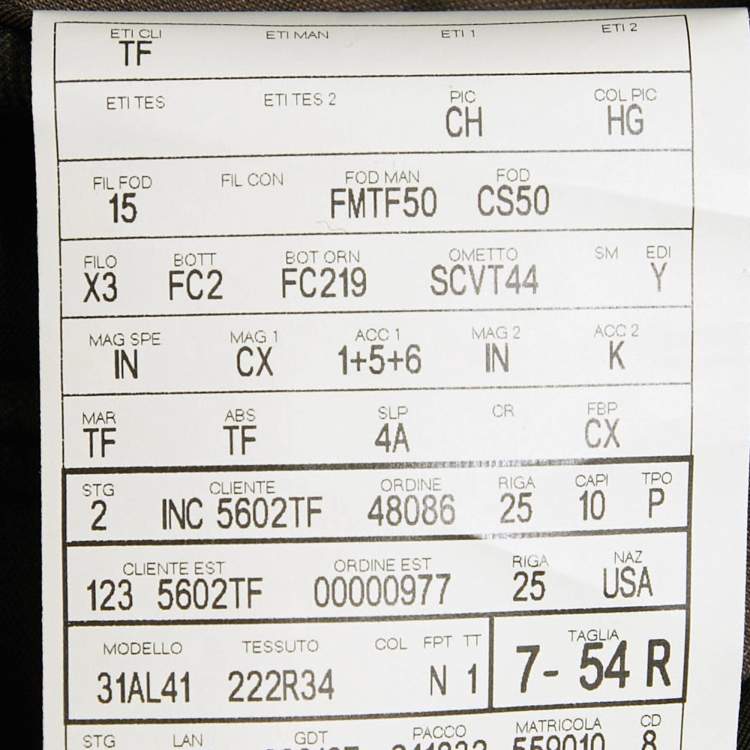 ETI CLI ETI MAN ETI 1 ETI 2
TF
ETI TES ETI TES 2 PIC COL PIC
CH HG
FIL FOD FIL CON FOD MAN FOD
15 FMTF50 CS50
FILO BOTT BOT ORN OMETTO SM EDI
X3 FC2 FC219 SCVT44 Y
MAG SPE MAG 1 ACC 1 MAG 2 ACC 2
IN CX 1+5+6 IN K
MAR ABS SLP CR FBP
TF TF 4A CX
STG CLIENTE ORDINE RIGA CAPI TPO
2 INC 5602TF 48086 25 10 P
CLIENTE EST ORDINE EST RIGA NAZ
123 5602TF 00000977 25 USA
MODELLO TESSUTO COL FPT TT TAGLIA
31AL41 222R34 N 1 7- 54 R
STG LAN GDT PACCO MATRICOLA CD
559010 8